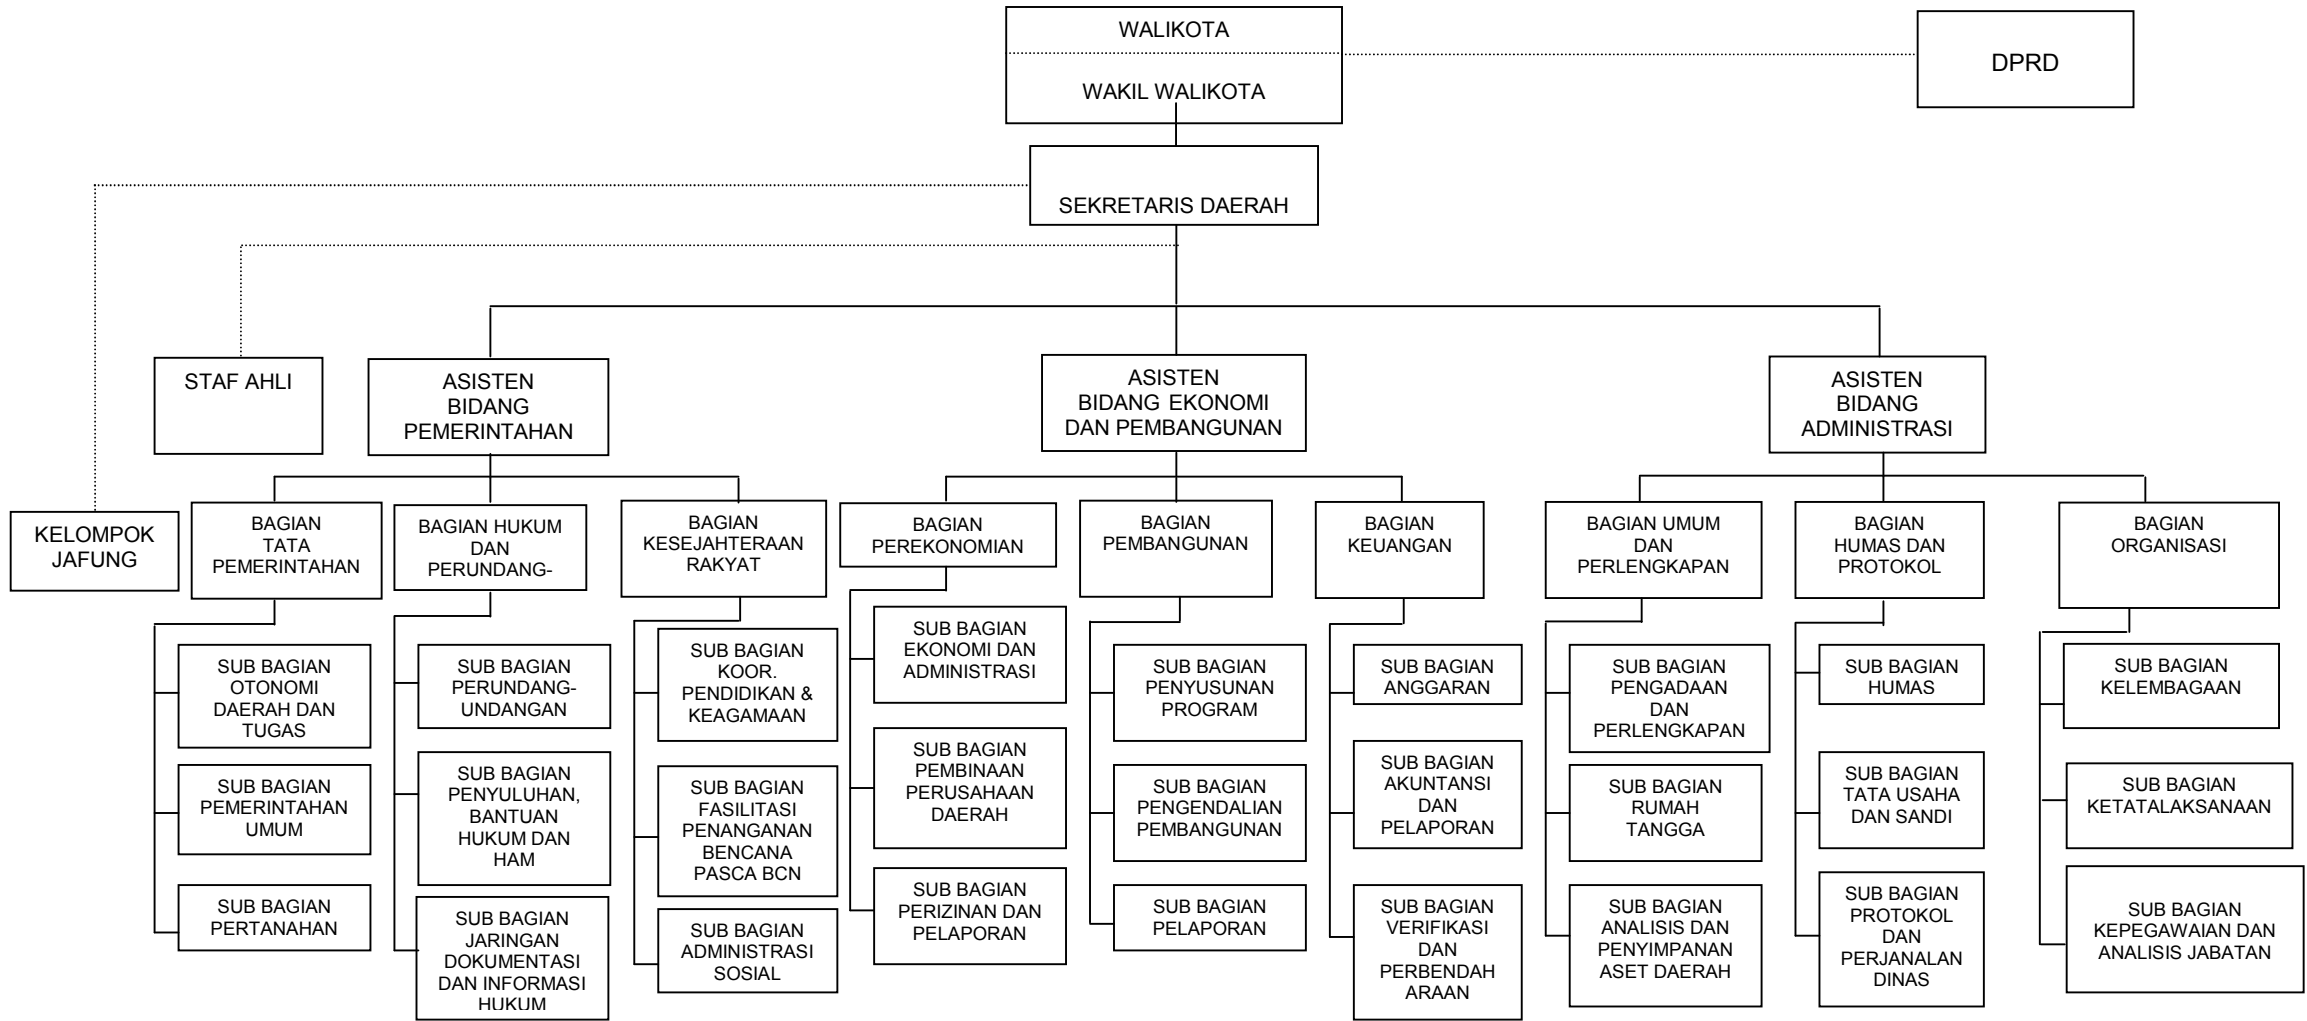 WALIKOTA
WAKIL WALIKOTA
DPRD
SEKRETARIS DAERAH
STAF AHLI
ASISTEN
BIDANG
PEMERINTAHAN
ASISTEN
BIDANG EKONOMI
DAN PEMBANGUNAN
ASISTEN
BIDANG
ADMINISTRASI
KELOMPOK
JAFUNG
BAGIAN
TATA
PEMERINTAHAN
BAGIAN HUKUM
DAN
PERUNDANG-
BAGIAN
KESEJAHTERAAN
RAKYAT
BAGIAN
PEREKONOMIAN
BAGIAN
PEMBANGUNAN
BAGIAN
KEUANGAN
BAGIAN UMUM
DAN
PERLENGKAPAN
BAGIAN
HUMAS DAN
PROTOKOL
BAGIAN
ORGANISASI
SUB BAGIAN
OTONOMI
DAERAH DAN
TUGAS
SUB BAGIAN
PEMERINTAHAN
UMUM
SUB BAGIAN
PERTANAHAN
SUB BAGIAN
PERUNDANG-
UNDANGAN
SUB BAGIAN
PENYULUHAN,
BANTUAN
HUKUM DAN
HAM
SUB BAGIAN
JARINGAN
DOKUMENTASI
DAN INFORMASI
HUKUM
SUB BAGIAN
KOOR.
PENDIDIKAN &
KEAGAMAAN
SUB BAGIAN
FASILITASI
PENANGANAN
BENCANA
PASCA BCN
SUB BAGIAN
ADMINISTRASI
SOSIAL
SUB BAGIAN
EKONOMI DAN
ADMINISTRASI
SUB BAGIAN
PEMBINAAN
PERUSAHAAN
DAERAH
SUB BAGIAN
PERIZINAN DAN
PELAPORAN
SUB BAGIAN
PENYUSUNAN
PROGRAM
SUB BAGIAN
PENGENDALIAN
PEMBANGUNAN
SUB BAGIAN
PELAPORAN
SUB BAGIAN
ANGGARAN
SUB BAGIAN
AKUNTANSI
DAN
PELAPORAN
SUB BAGIAN
VERIFIKASI
DAN
PERBENDAH
ARAAN
SUB BAGIAN
PENGADAAN
DAN
PERLENGKAPAN
SUB BAGIAN
RUMAH
TANGGA
SUB BAGIAN
ANALISIS DAN
PENYIMPANAN
ASET DAERAH
SUB BAGIAN
HUMAS
SUB BAGIAN
TATA USAHA
DAN SANDI
SUB BAGIAN
PROTOKOL
DAN
PERJANALAN
DINAS
SUB BAGIAN
KELEMBAGAAN
SUB BAGIAN
KETATALAKSANAAN
SUB BAGIAN
KEPEGAWAIAN DAN
ANALISIS JABATAN